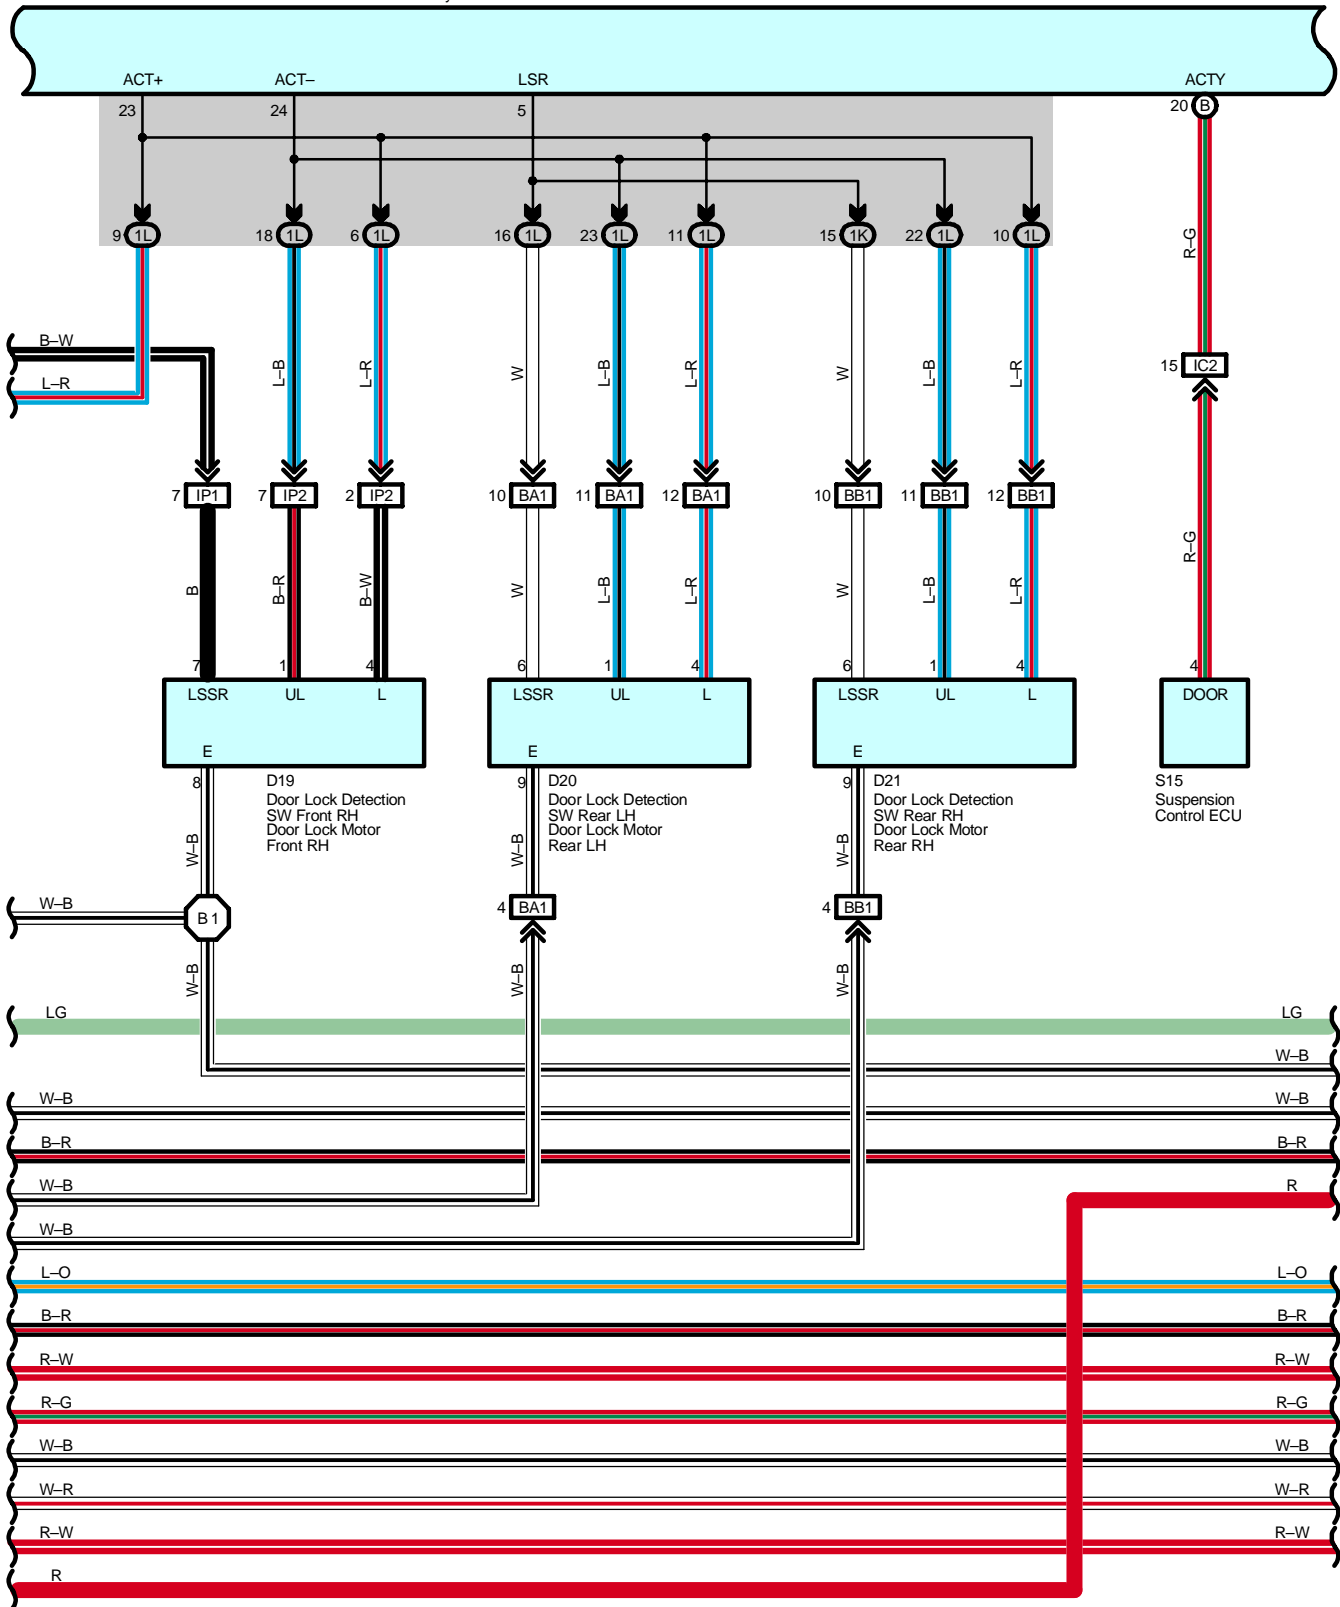 ACT+ ACT– LSR ACTY
23 24 5 20 B
9 1L 18 1L 6 1L 16 1L 23 1L 11 1L 15 1K 22 1L 10 1L
R–G
B–W
L–R
L–B L–R W L–B L–R W L–B L–R
15 IC2
7 IP1 7 IP2 2 IP2 10 BA1 11 BA1 12 BA1 10 BB1 11 BB1 12 BB1
R–G
B B–R B–W W L–B L–R W L–B L–R
7 1 4 6 1 4 6 1 4 4
LSSR UL L LSSR UL L LSSR UL L DOOR
E E E
8 9 9
D19
Door Lock Detection
SW Front RH
Door Lock Motor
Front RH
D20
Door Lock Detection
SW Rear LH
Door Lock Motor
Rear LH
D21
Door Lock Detection
SW Rear RH
Door Lock Motor
Rear RH
S15
Suspension
Control ECU
W–B W–B W–B
W–B B 1 4 BA1 4 BB1
W–B W–B W–B
LG LG
W–B
W–B W–B
B–R B–R
W–B R
W–B
L–O L–O
B–R B–R
R–W R–W
R–G R–G
W–B W–B
W–R W–R
R–W R–W
R